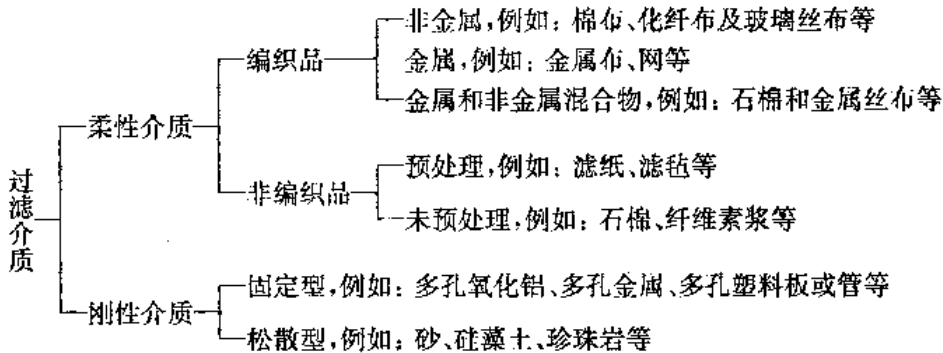 非金属,例如:棉布、化纤布及玻璃丝布等
编织品
金属,例如:金属布、网等
金属和非金属混合物,例如:石棉和金属丝布等
柔性介质
预处理,例如:滤纸、滤毡等
非编织品
未预处理,例如:石棉、纤维素浆等
过滤介质
固定型,例如:多孔氧化铝、多孔金属、多孔塑料板或管等
刚性介质
松散型,例如:砂、硅藻土、珍珠岩等